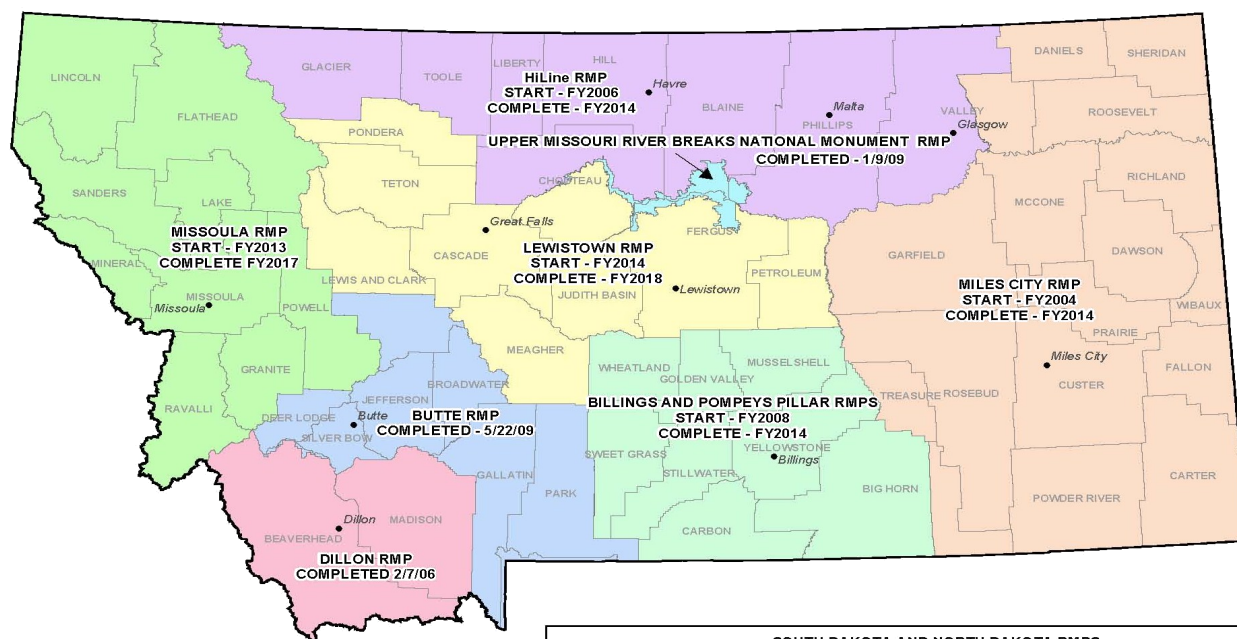 LINCOLN
FLATHEAD
GLACIER
TOOLE
LIBERTY
HILL
HiLine RMP
START - FY2006
COMPLETE - FY2014
Havre
BLAINE
Malta
PHILLIPS
VALLEY
Glasgow
DANIELS
SHERIDAN
ROOSEVELT
UPPER MISSOURI RIVER BREAKS NATIONAL MONUMENT RMP
COMPLETED - 1/9/09
PONDERA
TETON
CHOUTEAU
SANDERS
LAKE
MISSOULA RMP
START - FY2013
COMPLETE FY2017
MINERAL
MISSOULA
Missoula
POWELL
GRANITE
RAVALLI
Great Falls
CASCADE
LEWIS AND CLARK
LEWISTOWN RMP
START - FY2014
COMPLETE - FY2018
FERGUS
JUDITH BASIN
Lewistown
PETROLEUM
MEAGHER
RICHLAND
MCCONE
DAWSON
GARFIELD
MILES CITY RMP
START - FY2004
COMPLETE - FY2014
WIBAUX
PRAIRIE
Miles City
CUSTER
FALLON
TREASURE
ROSEBUD
POWDER RIVER
CARTER
WHEATLAND
GOLDEN VALLEY
MUSSELSHELL
BILLINGS AND POMPEYS PILLAR RMPS
START - FY2008
COMPLETE - FY2014
YELLOWSTONE
Billings
SWEET GRASS
STILLWATER
CARBON
BIG HORN
BROADWATER
JEFFERSON
DEER LODGE
Butte
SILVER BOW
BUTTE RMP
COMPLETED - 5/22/09
GALLATIN
PARK
Dillon
MADISON
BEAVERHEAD
DILLON RMP
COMPLETED 2/7/06
SOUTH DAKOTA AND NORTH DAKOTA RMPS